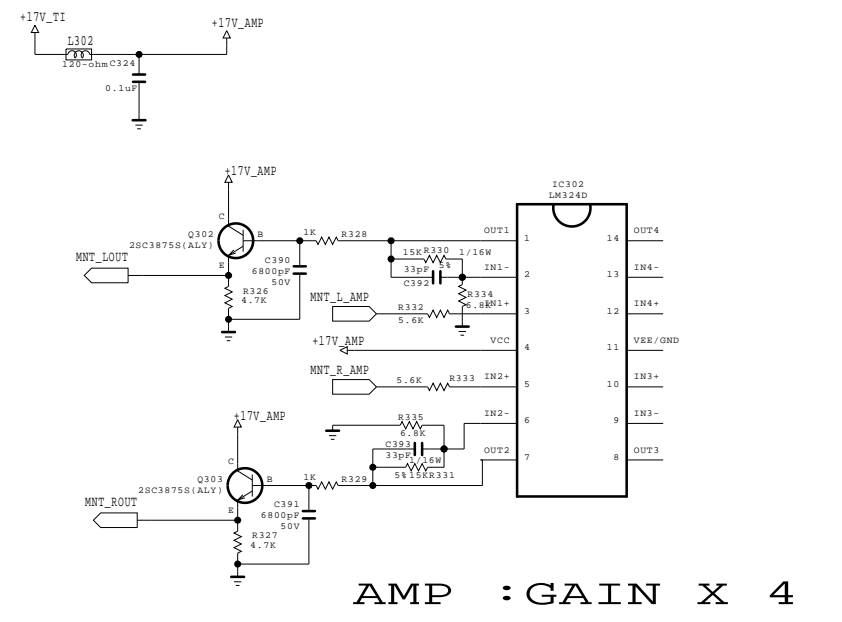 +17V_TI
+17V_AMP
L302
120-ohm C324
0.1uF
+17V_AMP
IC302
LM324D
C
Q302
2SC3875S(ALY)
B
1K R328
OUT1 1 14 OUT4
E
MNT_LOUT
C390
6800pF
50V
15K R330 1/16W
5%
33pF
C392
IN1- 2 13 IN4-
R326
4.7K
MNT_L_AMP
R334
6.8K
R332
5.6K
IN1+ 3 12 IN4+
+17V_AMP
VCC 4 11 VEE/GND
MNT_R_AMP
5.6K R333
IN2+ 5 10 IN3+
+17V_AMP
R335
6.8K
IN2- 6 9 IN3-
C393
33pF
1/16W
5% 15K R331
OUT2 7 8 OUT3
C
Q303
2SC3875S(ALY)
B
1K R329
E
MNT_ROUT
C391
6800pF
50V
R327
4.7K
AMP :GAIN X 4